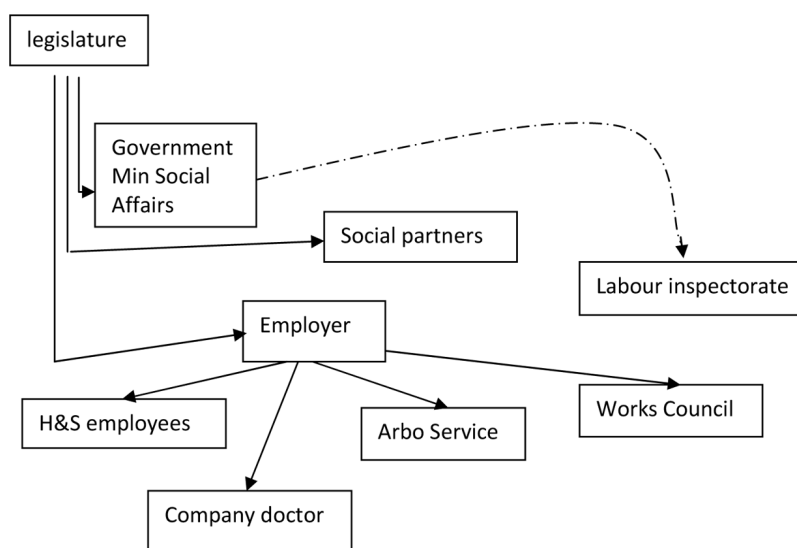 legislature
Government
Min Social
Affairs
Social partners
Labour inspectorate
Employer
H&S employees
Arbo Service
Works Council
Company doctor